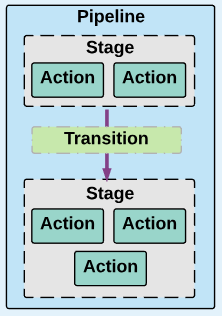 Pipeline
Stage
Action Action
Transition
Stage
Action Action
Action